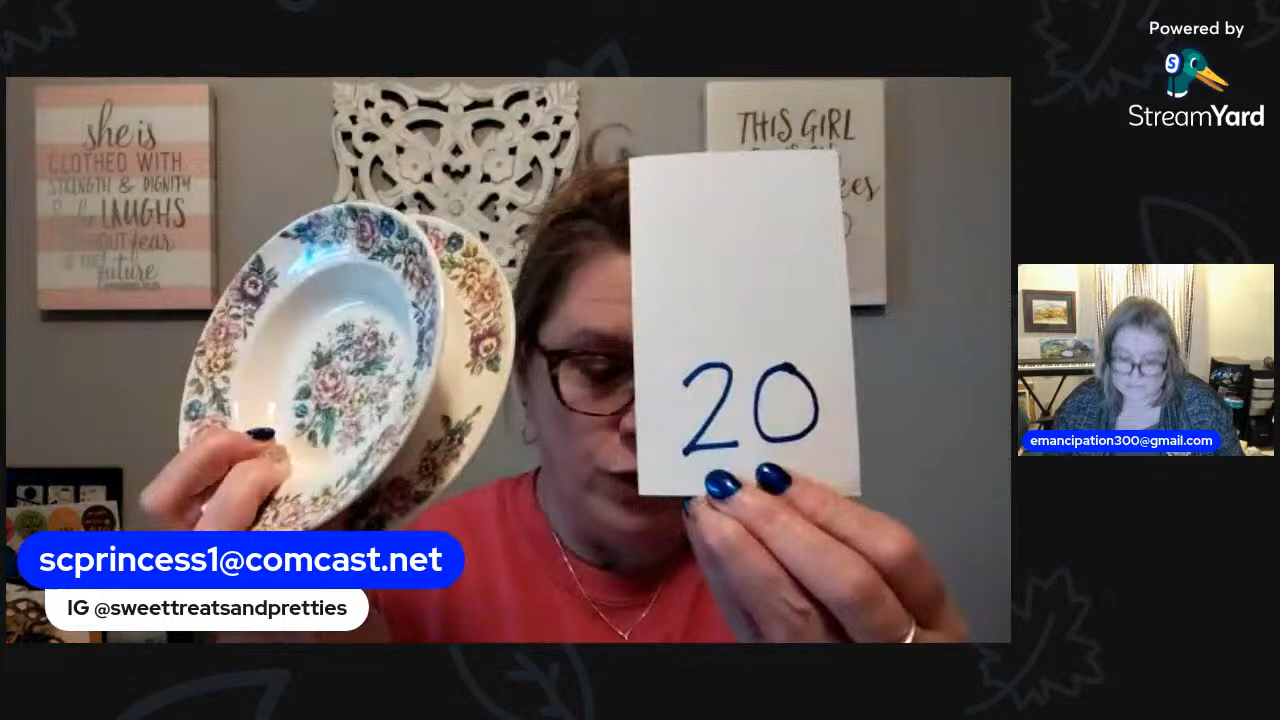 Powered by
StreamYard
she is
CLOTHED WITH
STRENGTH & DIGNITY
LAUGHS
fear
future
THIS GIRL
20
emancipation300@gmail.com
scprincess1@comcast.net
IG @sweettreatsandpretties